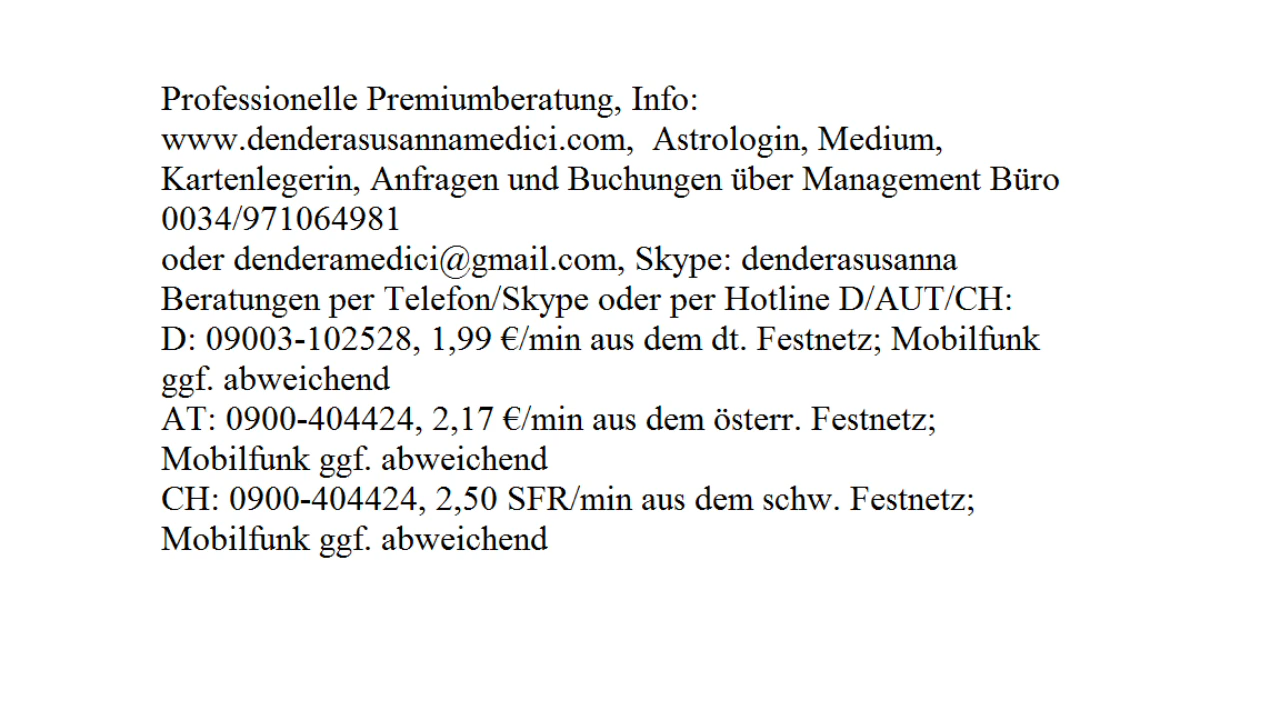 Professionelle Premiumberatung, Info:
www.denderasusannamedici.com,  Astrologin, Medium,
Kartenlegerin, Anfragen und Buchungen über Management Büro
0034/971064981
oder denderamedici@gmail.com, Skype: denderasusanna
Beratungen per Telefon/Skype oder per Hotline D/AUT/CH:
D: 09003-102528, 1,99 €/min aus dem dt. Festnetz; Mobilfunk
ggf. abweichend
AT: 0900-404424, 2,17 €/min aus dem österr. Festnetz;
Mobilfunk ggf. abweichend
CH: 0900-404424, 2,50 SFR/min aus dem schw. Festnetz;
Mobilfunk ggf. abweichend